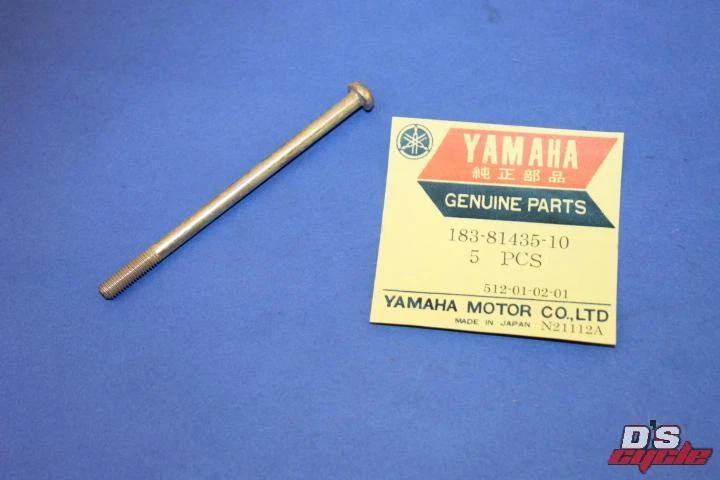 YAMAHA
純正部品
GENUINE PARTS
183-81435-10
5 PCS
512-01-02-01
YAMAHA MOTOR CO.,LTD
MADE IN JAPAN N21112A
D'S
cycle